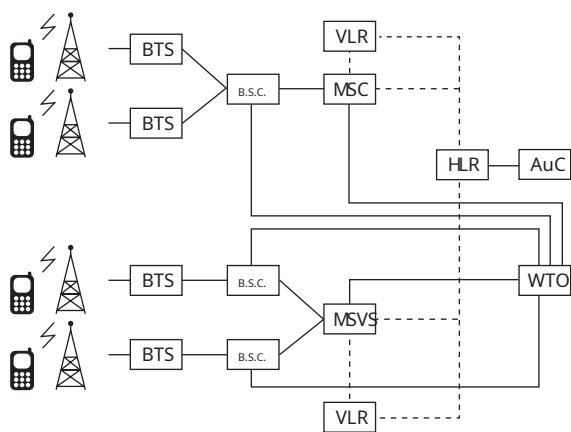 VLR
BTS
B.S.C.
MSC
BTS
HLR
AuC
BTS
B.S.C.
WTO
MSVS
BTS
B.S.C.
VLR